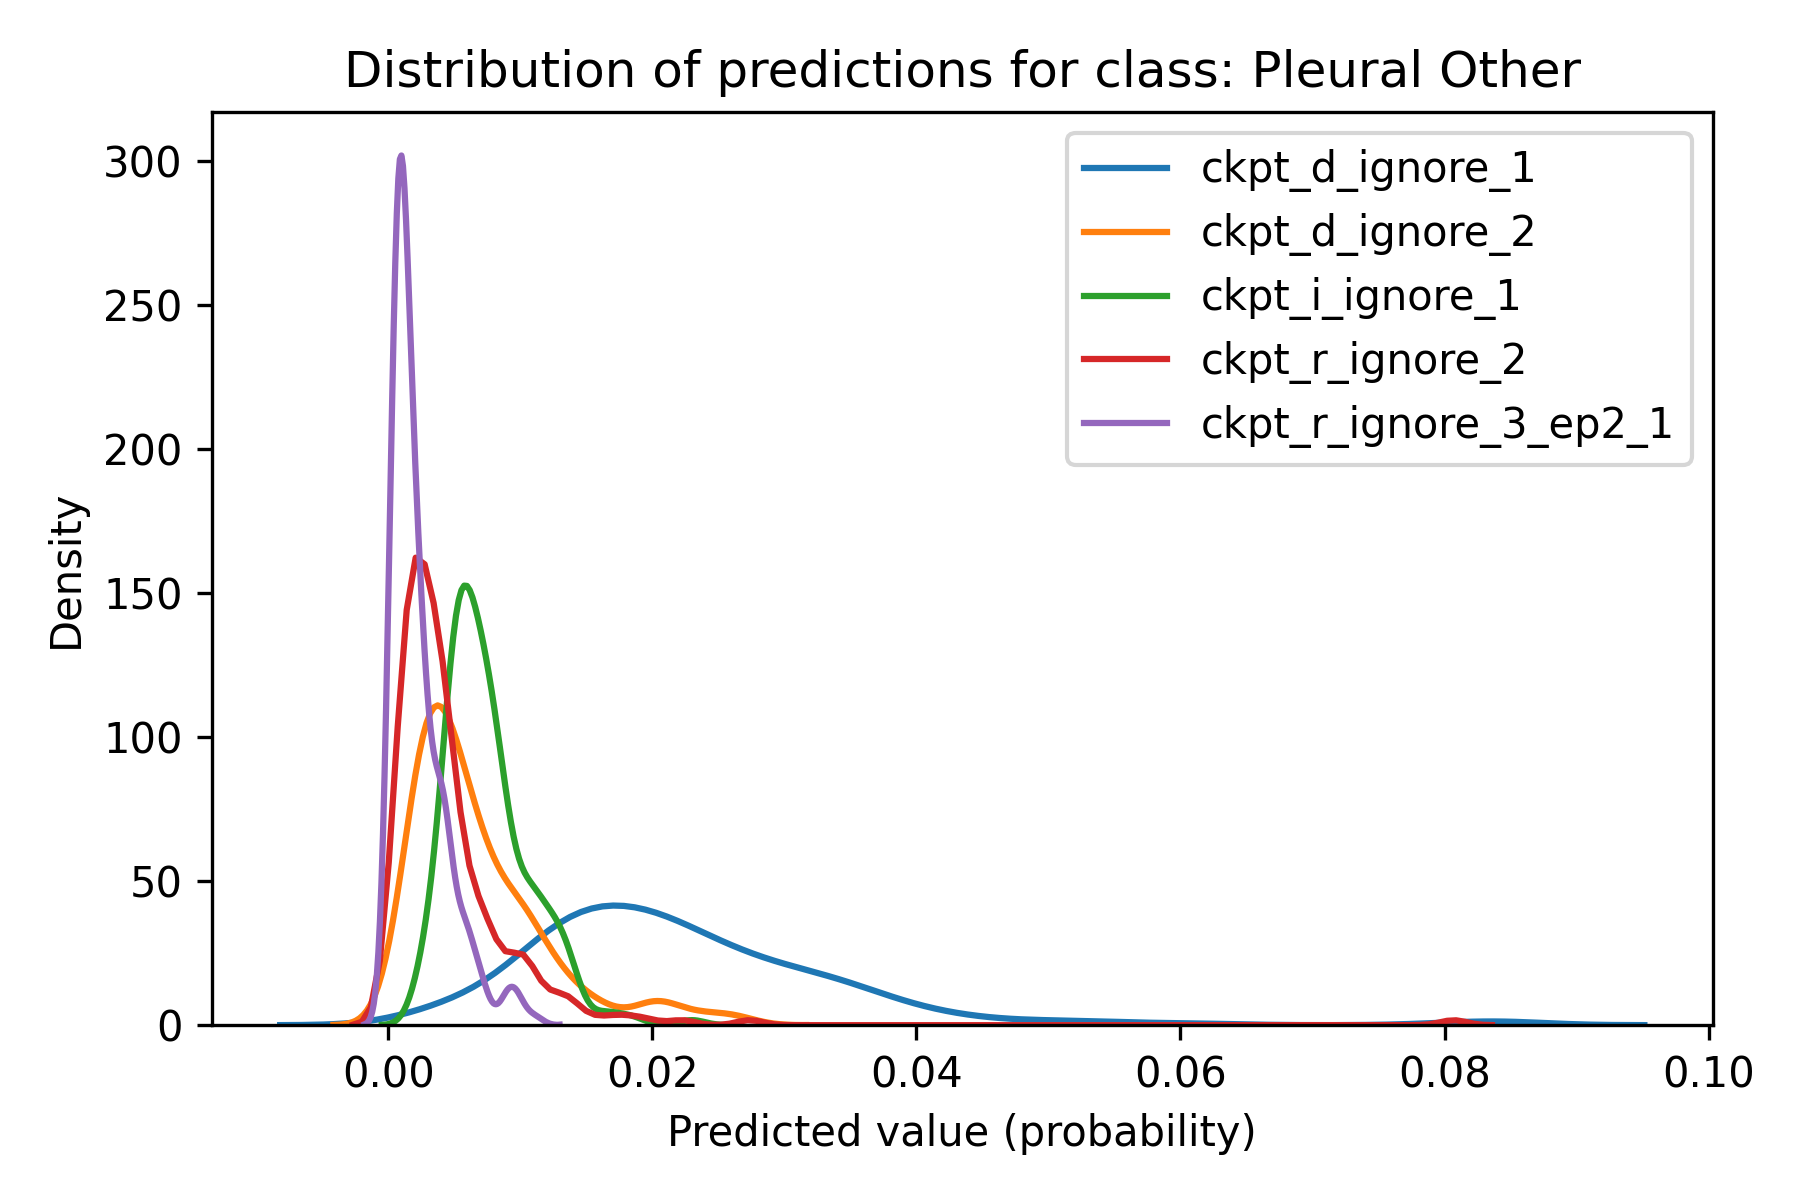 Distribution of predictions for class: Pleural Other
ckpt_d_ignore_1
ckpt_d_ignore_2
ckpt_i_ignore_1
ckpt_r_ignore_2
ckpt_r_ignore_3_ep2_1
Density
300
250
200
150
100
50
0
0.00 0.02 0.04 0.06 0.08 0.10
Predicted value (probability)